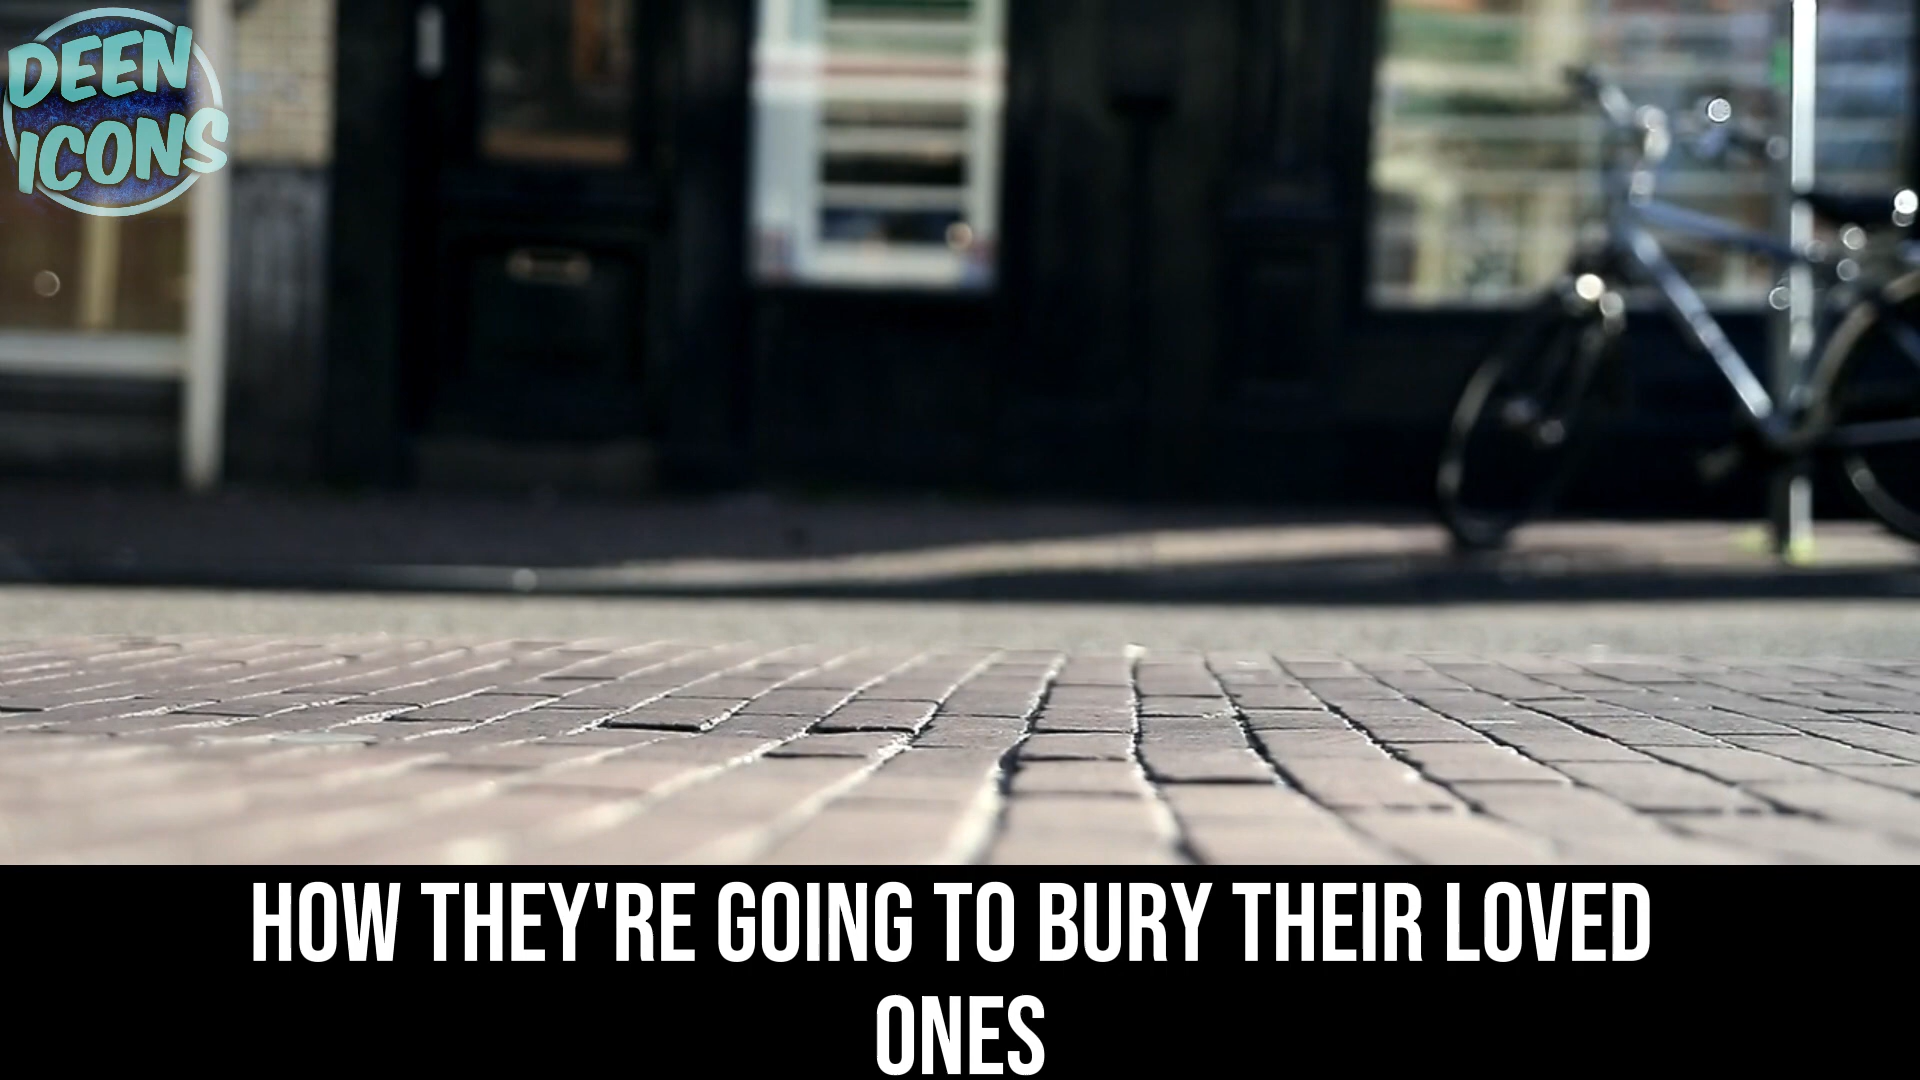 DEEN
ICONS
HOW THEY'RE GOING TO BURY THEIR LOVED
ONES